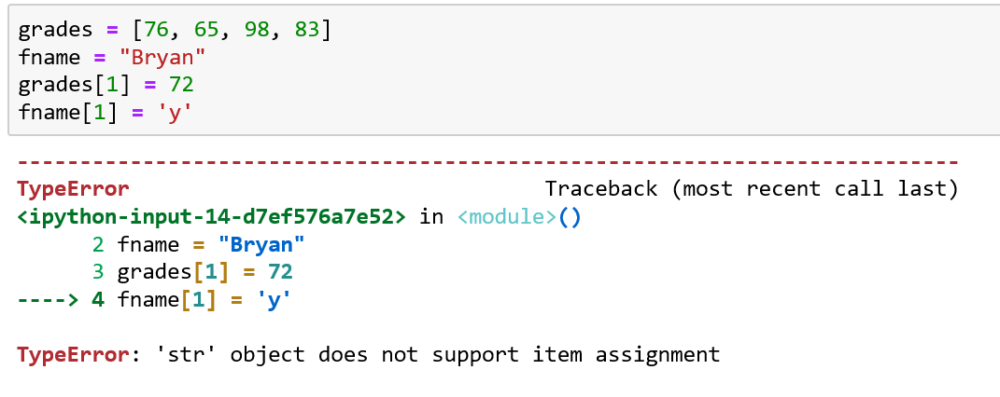 grades = [76, 65, 98, 83]
fname = "Bryan"
grades[1] = 72
fname[1] = 'y'
---------------------------------------------------------------------------
TypeError                                 Traceback (most recent call last)
<ipython-input-14-d7ef576a7e52> in <module>()
      2 fname = "Bryan"
      3 grades[1] = 72
----> 4 fname[1] = 'y'
TypeError: 'str' object does not support item assignment